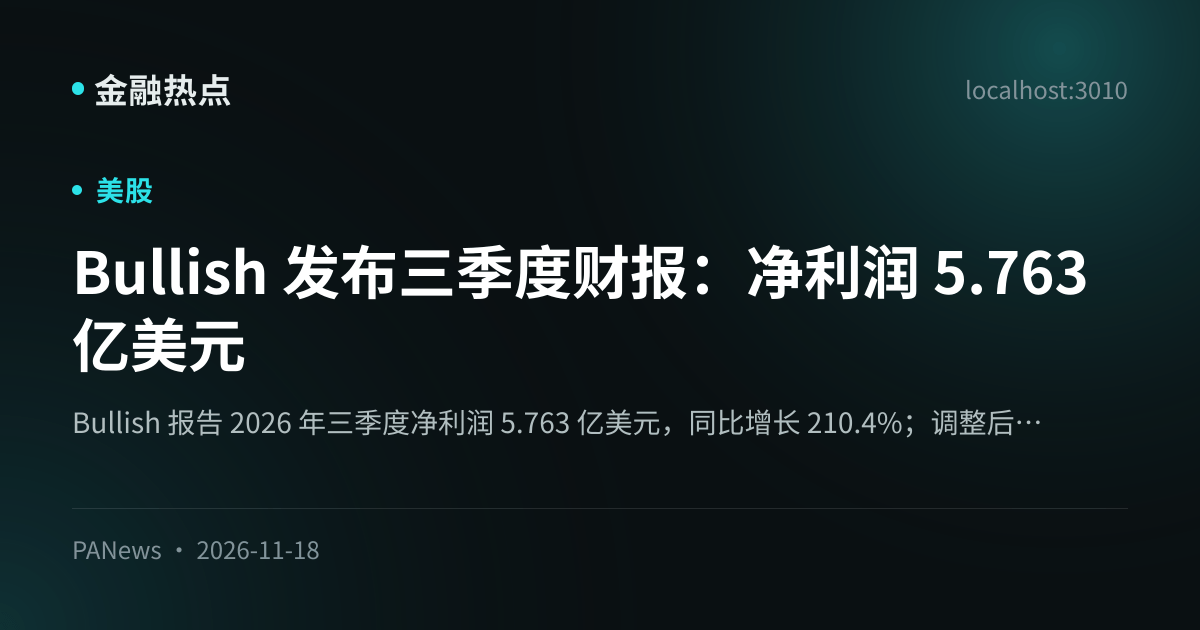 金融热点
localhost:3010
美股
Bullish 发布三季度财报：净利润 5.763
亿美元
Bullish 报告 2026 年三季度净利润 5.763 亿美元，同比增长 210.4%；调整后…
PANews • 2026-11-18